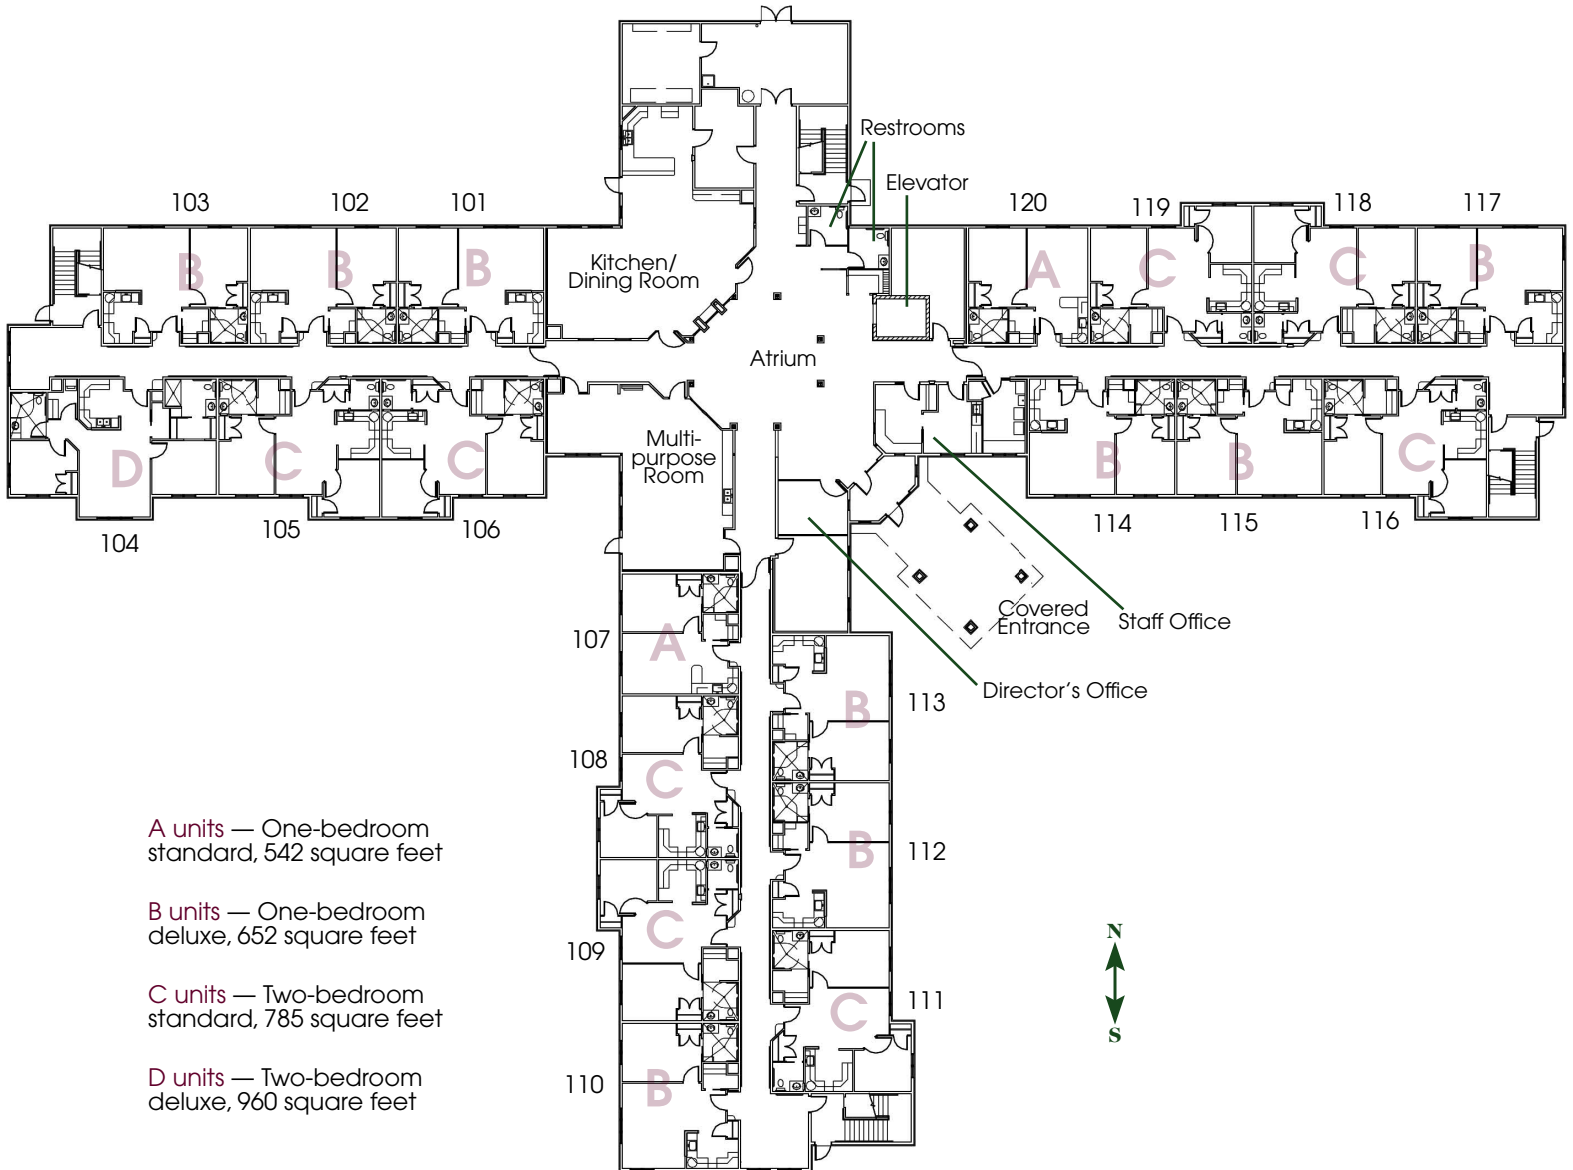 Restrooms
Elevator
103
102
101
120
119
118
117
B
B
B
Kitchen/
Dining Room
A
C
C
B
Atrium
D
C
C
Multi-
purpose
Room
B
B
C
104
105
106
114
115
116
Covered
Entrance
Staff Office
Director's Office
107
A
B
113
108
C
B
112
109
C
C
111
110
B
A units — One-bedroom
standard, 542 square feet
B units — One-bedroom
deluxe, 652 square feet
C units — Two-bedroom
standard, 785 square feet
D units — Two-bedroom
deluxe, 960 square feet
N
S